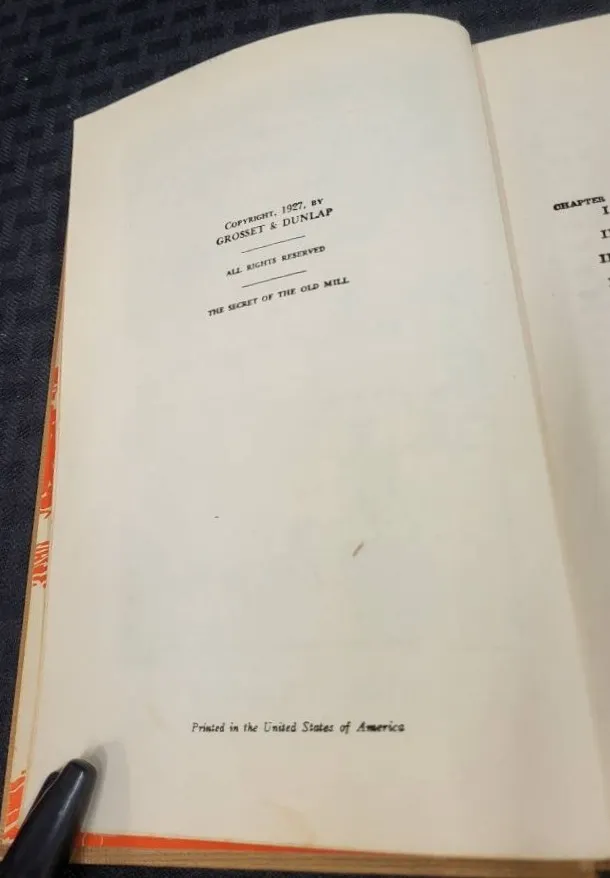 COPYRIGHT, 1927, BY
GROSSET & DUNLAP
ALL RIGHTS RESERVED
THE SECRET OF THE OLD MILL
Printed in the United States of America
CHAPTER